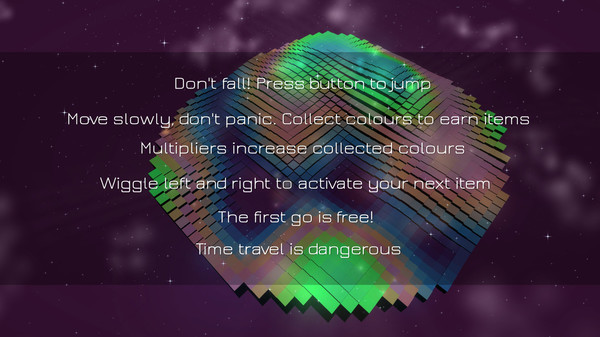 Don't fall! Press button to jump
Move slowly, don't panic. Collect colours to earn items
Multipliers increase collected colours
Wiggle left and right to activate your next item
The first go is free!
Time travel is dangerous